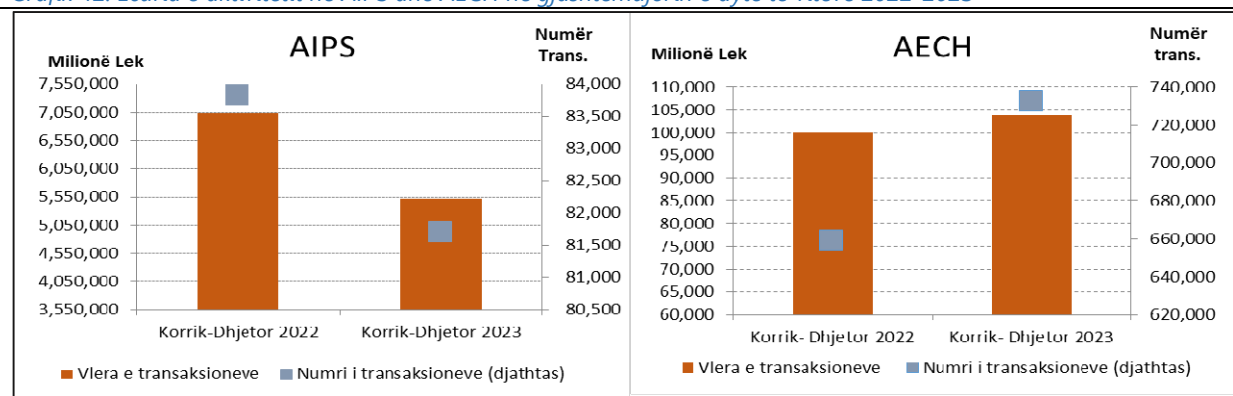 AIPS
Milionë Lek
Numër
Trans.
7,550,000
7,050,000
6,550,000
6,050,000
5,550,000
5,050,000
4,550,000
4,050,000
3,550,000
84,000
83,500
83,000
82,500
82,000
81,500
81,000
80,500
Korrik-Dhjetor 2022
Korrik-Dhjetor 2023
Vlera e transaksioneve
Numri i transaksioneve (djathtas)
AECH
Milionë Lek
Numër
trans.
110,000
105,000
100,000
95,000
90,000
85,000
80,000
75,000
70,000
65,000
60,000
740,000
720,000
700,000
680,000
660,000
640,000
620,000
Korrik- Dhjetor 2022
Korrik- Dhjetor 2023
Vlera e transaksioneve
Numri i transaksioneve (djathtas)